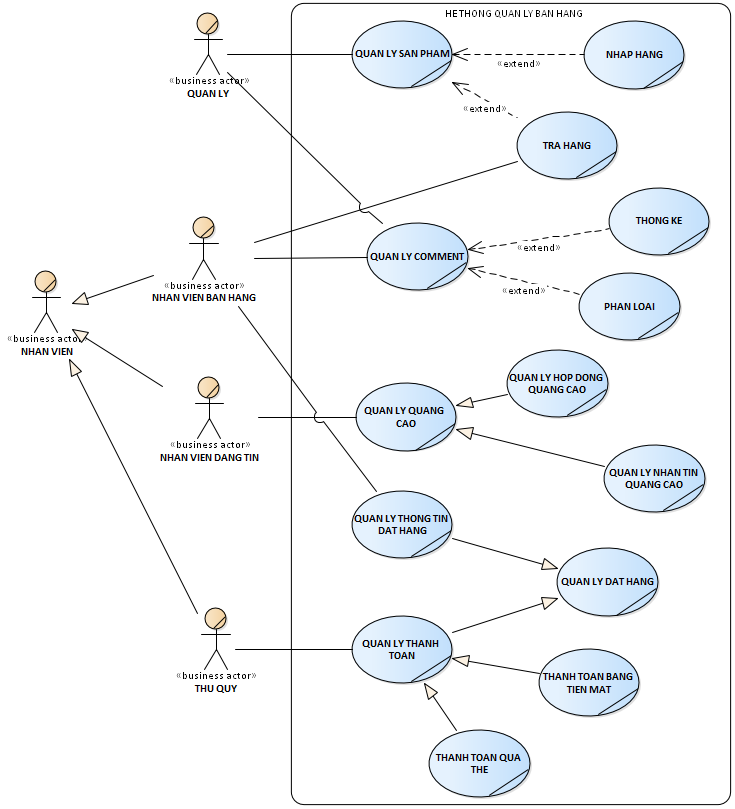 HETHONG QUAN LY BAN HANG
QUAN LY SAN PHAM
«extend»
NHAP HANG
«business actor»
QUAN LY
«extend»
TRA HANG
THONG KE
«extend»
QUAN LY COMMENT
«business actor»
NHAN VIEN BAN HANG
«extend»
PHAN LOAI
«business actor»
NHAN VIEN
QUAN LY HOP DONG
QUANG CAO
QUAN LY QUANG
CAO
«business actor»
NHAN VIEN DANG TIN
QUAN LY NHAN TIN
QUANG CAO
QUAN LY THONG TIN
DAT HANG
QUAN LY DAT HANG
QUAN LY THANH
TOAN
«business actor»
THU QUY
THANH TOAN BANG
TIEN MAT
THANH TOAN QUA
THE